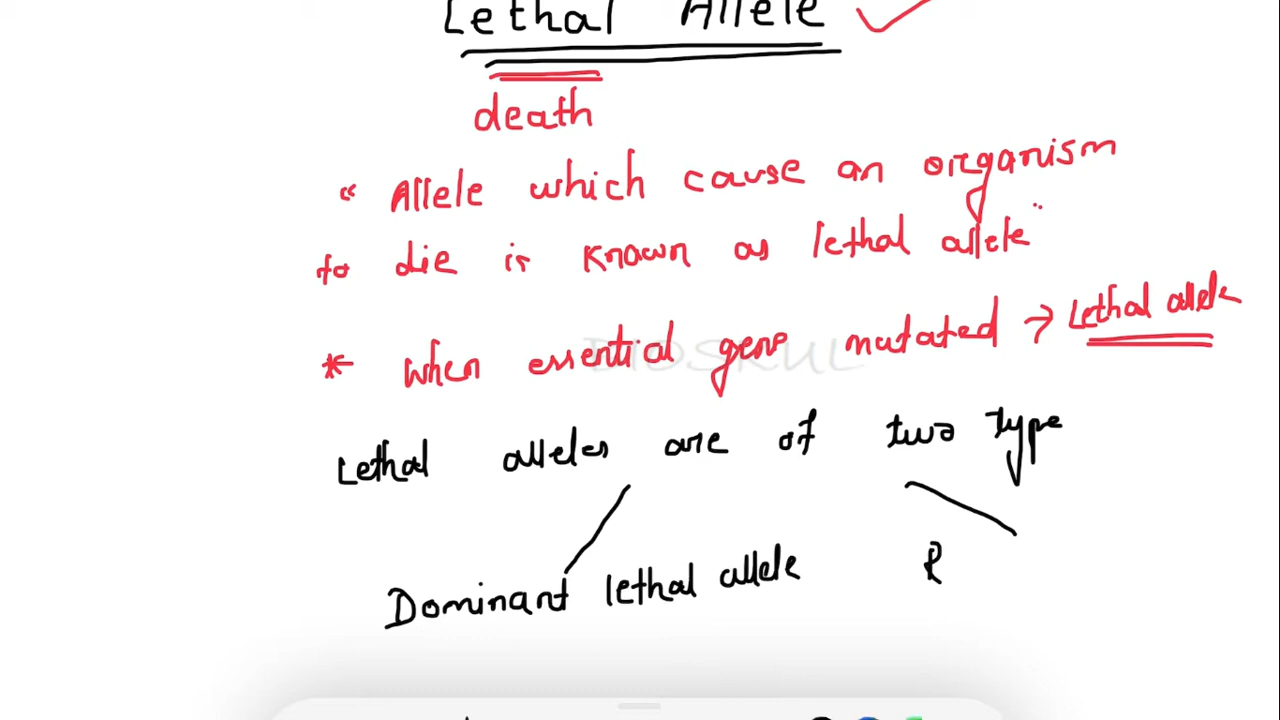 Lethal Allele
death
" Allele which cause an organism
to die is known as lethal allele "
* When essential gene mutated → Lethal allele
BIOSKUL
Lethal alleles are of two type
Dominant lethal allele R